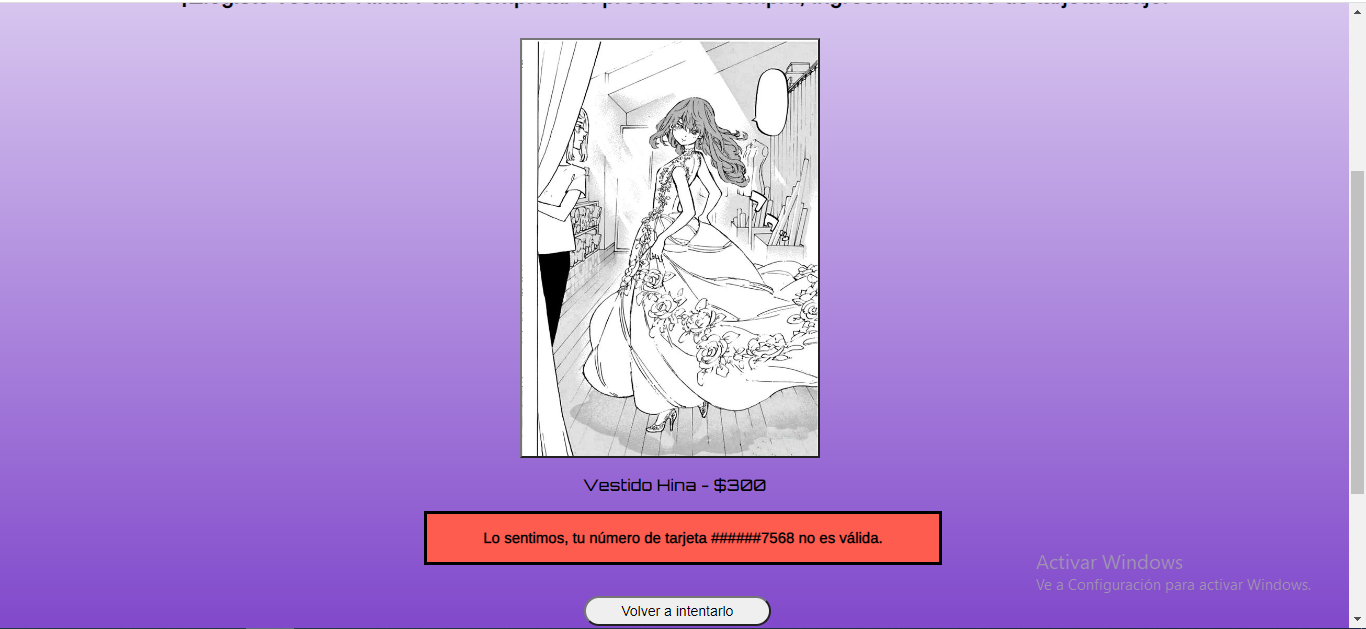 Vestido Hina - $300
Lo sentimos, tu número de tarjeta ######7568 no es válida.
Activar Windows
Ve a Configuración para activar Windows.
Volver a intentarlo